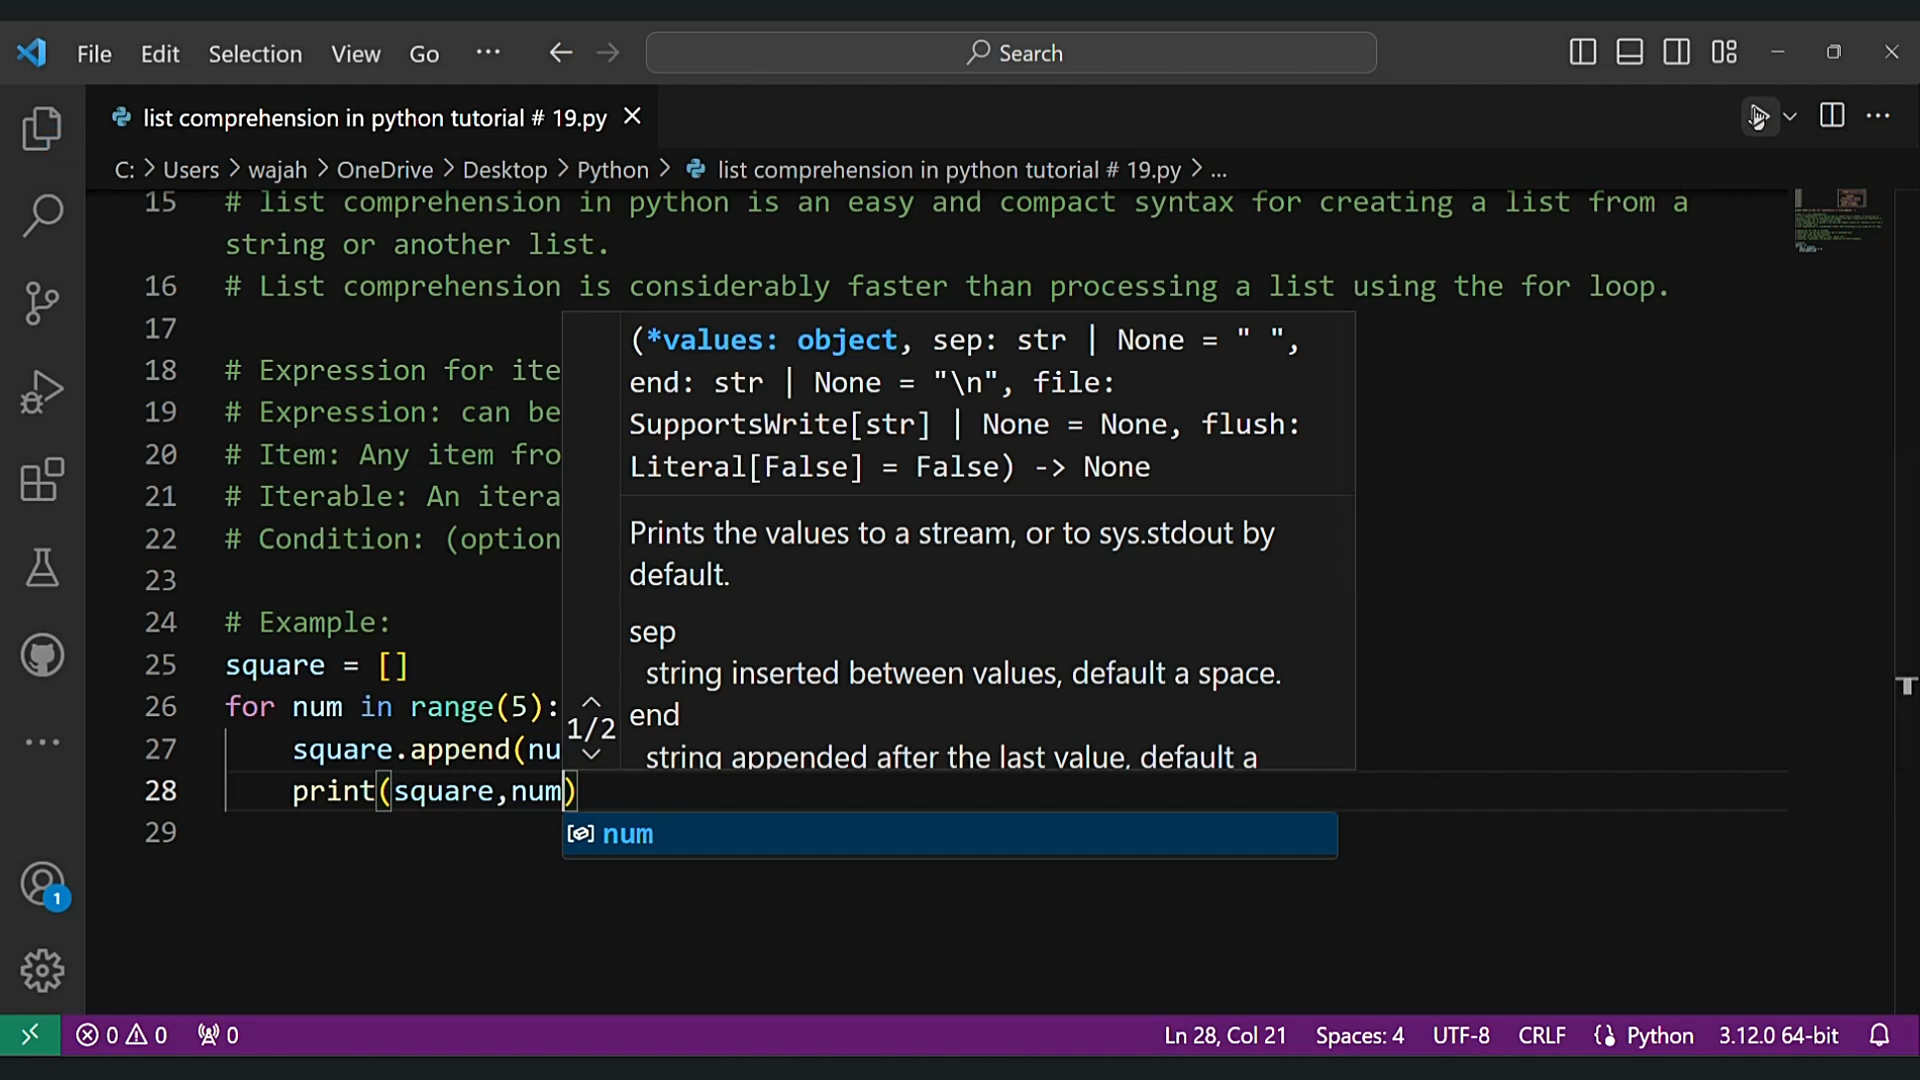 File Edit Selection View Go ... Search
list comprehension in python tutorial # 19.py
C: > Users > wajah > OneDrive > Desktop > Python > list comprehension in python tutorial # 19.py > ...
15 # list comprehension in python is an easy and compact syntax for creating a list from a
string or another list.
16 # List comprehension is considerably faster than processing a list using the for loop.
17
(*values: object, sep: str | None = " ",
18 # Expression for ite
end: str | None = "\n", file:
19 # Expression: can be
SupportsWrite[str] | None = None, flush:
20 # Item: Any item fro
Literal[False] = False) -> None
21 # Iterable: An itera
22 # Condition: (option
Prints the values to a stream, or to sys.stdout by
default.
23
24 # Example:
sep
25 square = []
string inserted between values, default a space.
26 for num in range(5):
1/2
end
27 square.append(nu
string appended after the last value, default a
28 print(square,num)
29
num
1
0 0 0
Ln 28, Col 21 Spaces: 4 UTF-8 CRLF Python 3.12.0 64-bit